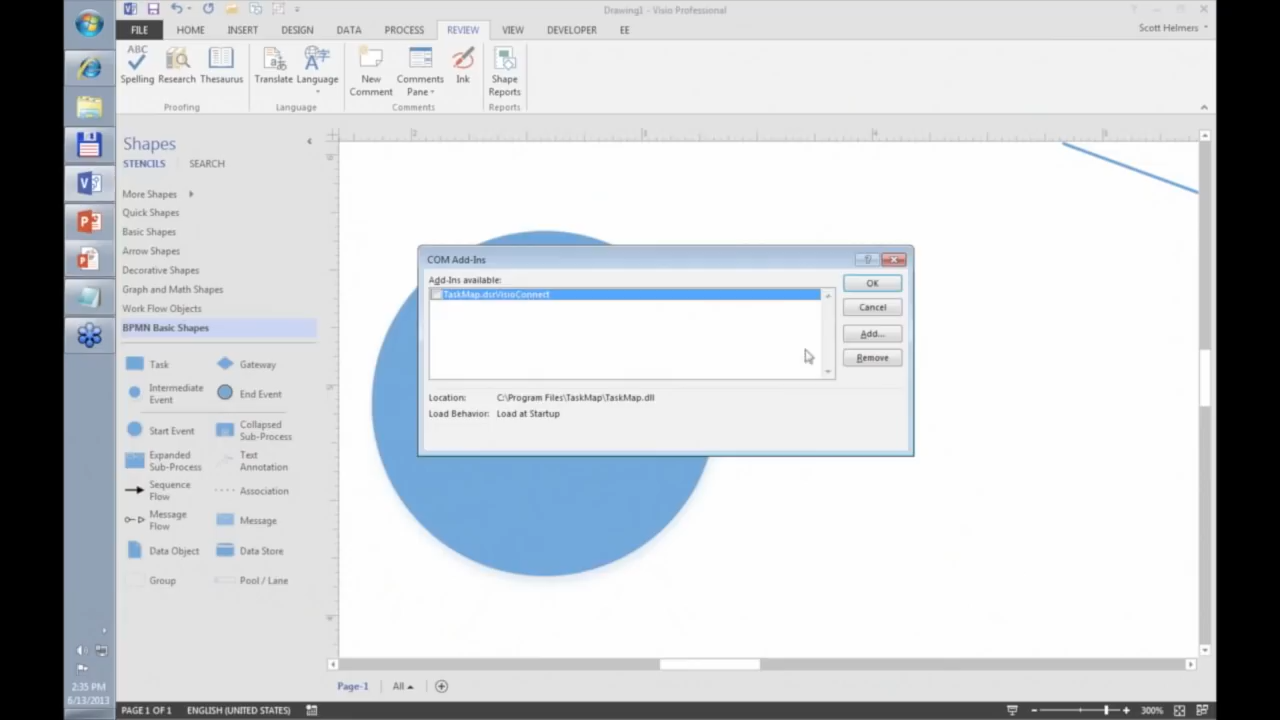 Drawing1 - Visio Professional
FILE HOME INSERT DESIGN DATA PROCESS REVIEW VIEW DEVELOPER EE
Scott Helmers
ABC
Spelling Research Thesaurus
Translate Language
New Comment
Comments Pane
Ink
Shape Reports
Proofing
Language
Comments
Reports
Shapes
STENCILS SEARCH
More Shapes
Quick Shapes
Basic Shapes
Arrow Shapes
Decorative Shapes
Graph and Math Shapes
Work Flow Objects
BPMN Basic Shapes
Task
Gateway
Intermediate Event
End Event
Start Event
Collapsed Sub-Process
Expanded Sub-Process
Text Annotation
Sequence Flow
Association
Message Flow
Message
Data Object
Data Store
Group
Pool / Lane
COM Add-Ins
Add-Ins available:
TaskMap.dsrVisioConnect
OK
Cancel
Add...
Remove
Location: C:\Program Files\TaskMap\TaskMap.dll
Load Behavior: Load at Startup
Page-1 All
2:35 PM
6/13/2013
PAGE 1 OF 1 ENGLISH (UNITED STATES)
300%